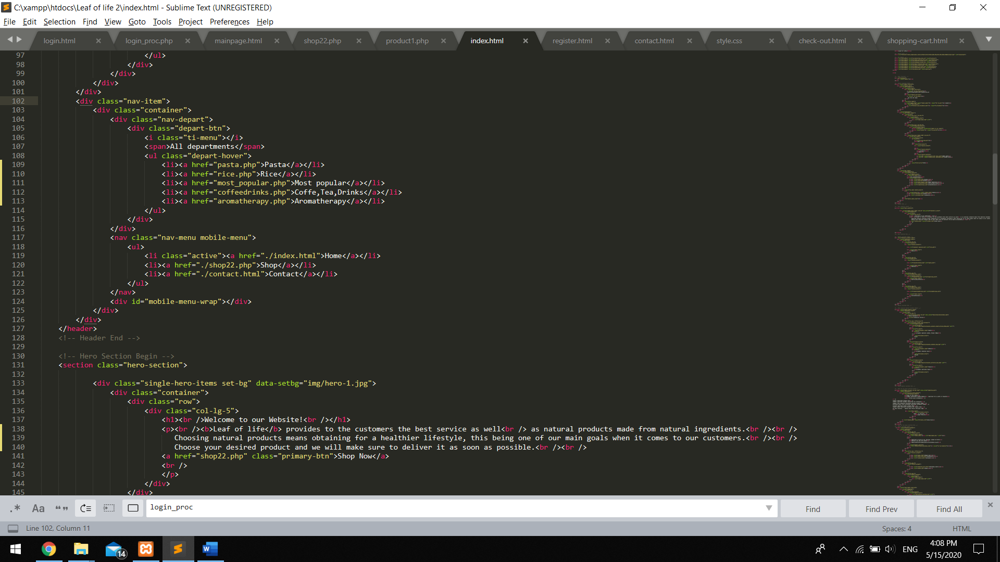 C:\xampp\htdocs\Leaf of life 2\index.html - Sublime Text (UNREGISTERED)
File Edit Selection Find View Goto Tools Project Preferences Help
login.html login_proc.php mainpage.html shop22.php product1.php index.html register.html contact.html style.css check-out.html shopping-cart.html
97 </ul>
98 </div>
99 </div>
100 </div>
101 </div>
102 <div class="nav-item">
103 <div class="container">
104 <div class="nav-depart">
105 <div class="depart-btn">
106 <i class="ti-menu"></i>
107 <span>All departments</span>
108 <ul class="depart-hover">
109 <li><a href="pasta.php">Pasta</a></li>
110 <li><a href="rice.php">Rice</a></li>
111 <li><a href="most_popular.php">Most popular</a></li>
112 <li><a href="coffeedrinks.php">Coffe,Tea,Drinks</a></li>
113 <li><a href="aromatherapy.php">Aromatherapy</a></li>
114 </ul>
115 </div>
116 </div>
117 <nav class="nav-menu mobile-menu">
118 <ul>
119 <li class="active"><a href="./index.html">Home</a></li>
120 <li><a href="./shop22.php">Shop</a></li>
121 <li><a href="./contact.html">Contact</a></li>
122 </ul>
123 </nav>
124 <div id="mobile-menu-wrap"></div>
125 </div>
126 </div>
127 </header>
128 <!-- Header End -->
129
130 <!-- Hero Section Begin -->
131 <section class="hero-section">
132
133 <div class="single-hero-items set-bg" data-setbg="img/hero-1.jpg">
134 <div class="container">
135 <div class="row">
136 <div class="col-lg-5">
137 <h1><br />Welcome to our Website!<br /></h1>
138 <p><br /><b>Leaf of life</b> provides to the customers the best service as well<br /> as natural products made from natural ingredients.<br /><br />
139 Choosing natural products means obtaining for a healthier lifestyle, this being one of our main goals when it comes to our customers.<br /><br />
140 Choose your desired product and we will make sure to deliver it as soon as possible.<br /><br />
141 <a href="shop22.php" class="primary-btn">Shop Now</a>
142 <br />
143 </p>
144 </div>
145 </div>
.* Aa “” login_proc Find Find Prev Find All
Line 102, Column 11 Spaces: 4 HTML
14 ENG 4:08 PM
5/15/2020